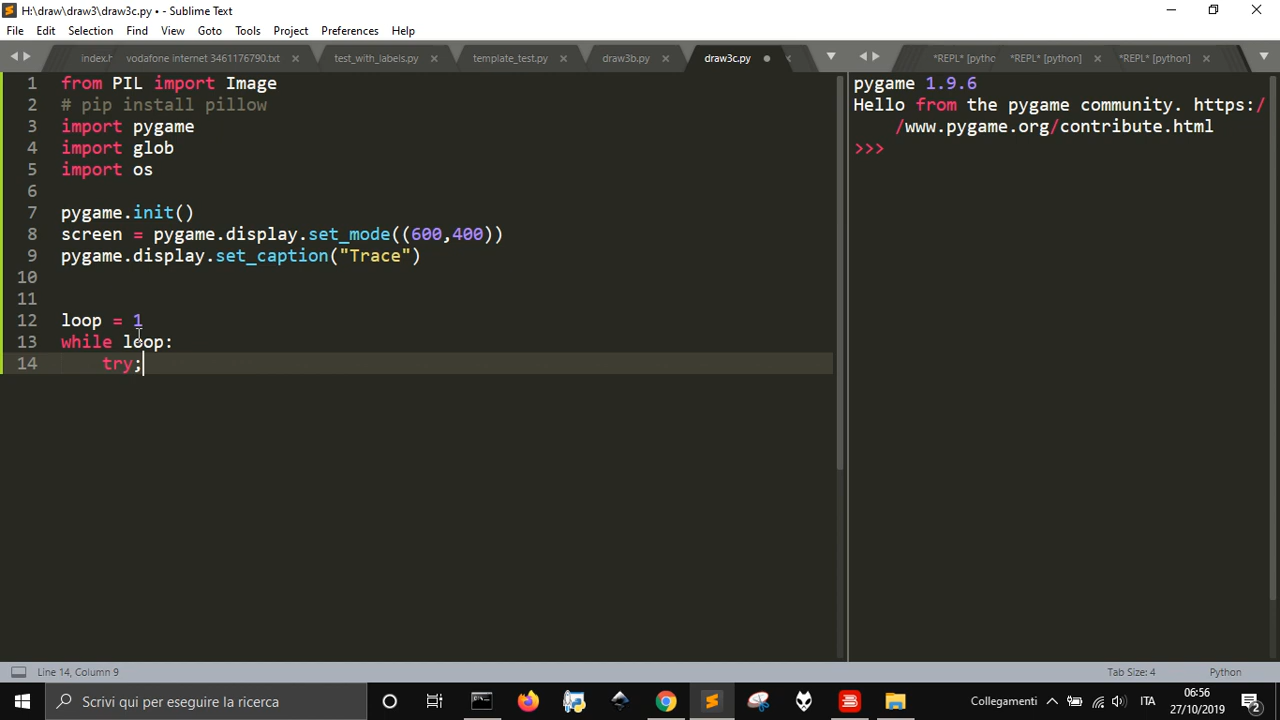 H:\draw\draw3\draw3c.py • - Sublime Text
File Edit Selection Find View Goto Tools Project Preferences Help
index.h vodafone internet 3461176790.txt test_with_labels.py template_test.py draw3b.py draw3c.py *REPL* [pythc *REPL* [python] *REPL* [python]
1 from PIL import Image
2 # pip install pillow
3 import pygame
4 import glob
5 import os
6
7 pygame.init()
8 screen = pygame.display.set_mode((600,400))
9 pygame.display.set_caption("Trace")
10
11
12 loop = 1
13 while loop:
14 try;
pygame 1.9.6
Hello from the pygame community. https:/
/www.pygame.org/contribute.html
>>>
Line 14, Column 9 Tab Size: 4 Python
Scrivi qui per eseguire la ricerca
Collegamenti ITA
06:56
27/10/2019
2